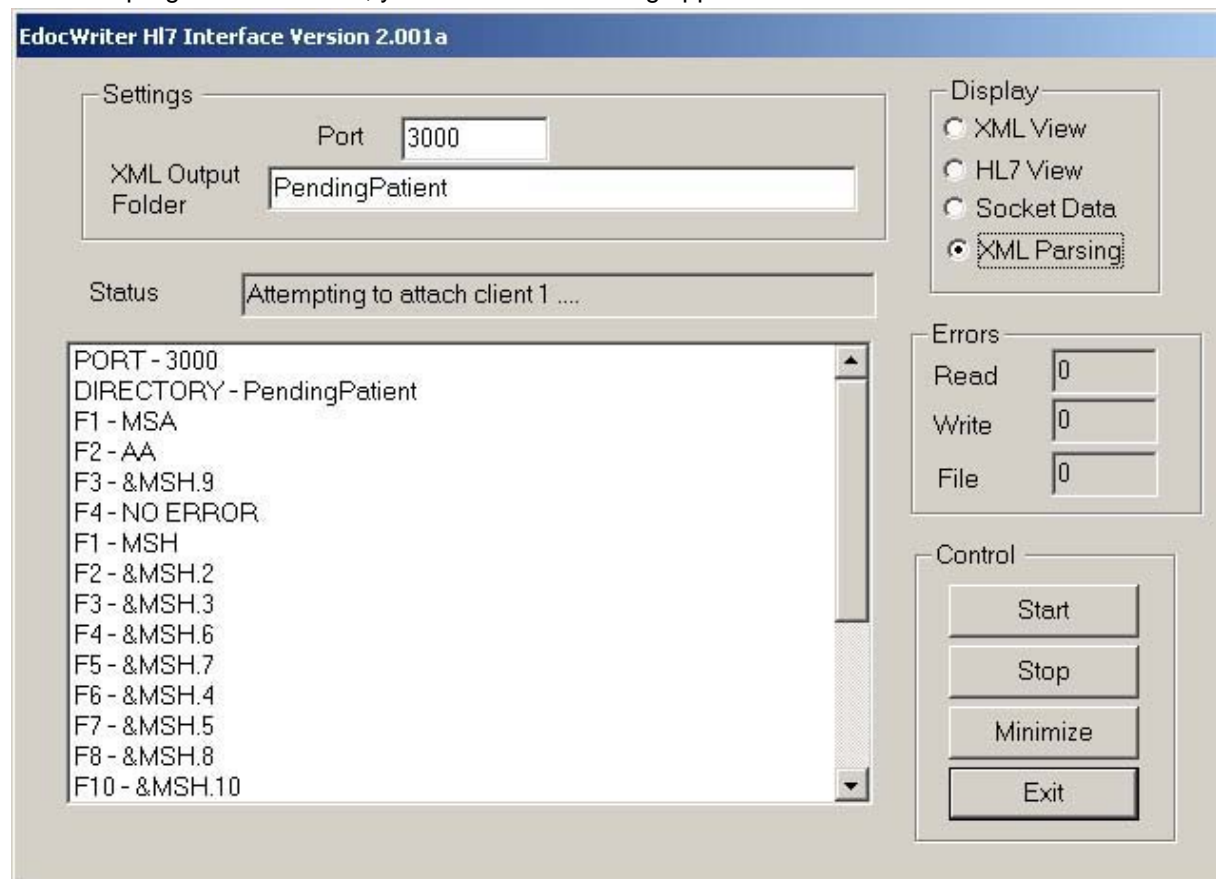 EdocWriter Hl7 Interface Version 2.001a
Settings
Port 3000
XML Output
Folder
PendingPatient
Display
XML View
HL7 View
Socket Data
XML Parsing
Status Attempting to attach client 1 ....
PORT - 3000
DIRECTORY - PendingPatient
F1 - MSA
F2 - AA
F3 - &MSH.9
F4 - NO ERROR
F1 - MSH
F2 - &MSH.2
F3 - &MSH.3
F4 - &MSH.6
F5 - &MSH.7
F6 - &MSH.4
F7 - &MSH.5
F8 - &MSH.8
F10 - &MSH.10
Errors
Read 0
Write 0
File 0
Control
Start
Stop
Minimize
Exit